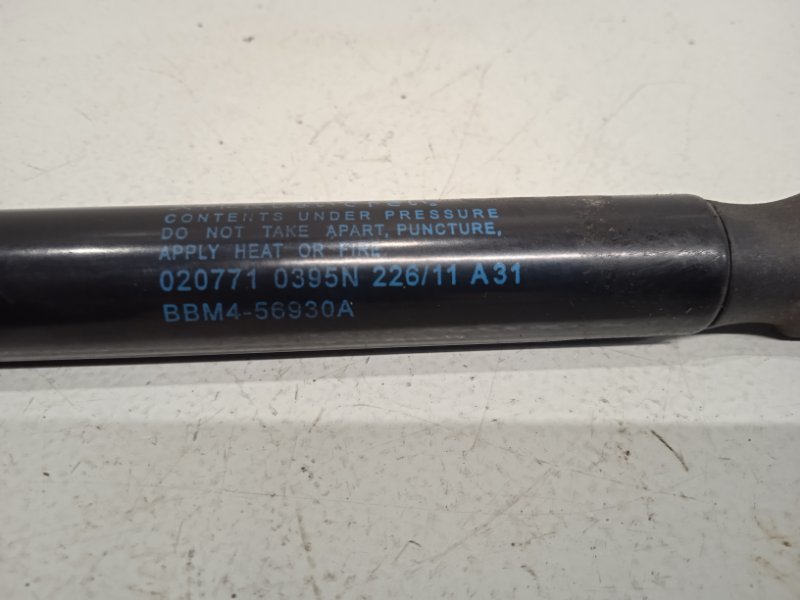 CONTENTS UNDER PRESSURE
DO NOT TAKE APART, PUNCTURE,
APPLY HEAT OR FIRE
020771 0395N 226/11 A31
BBM4-56930A